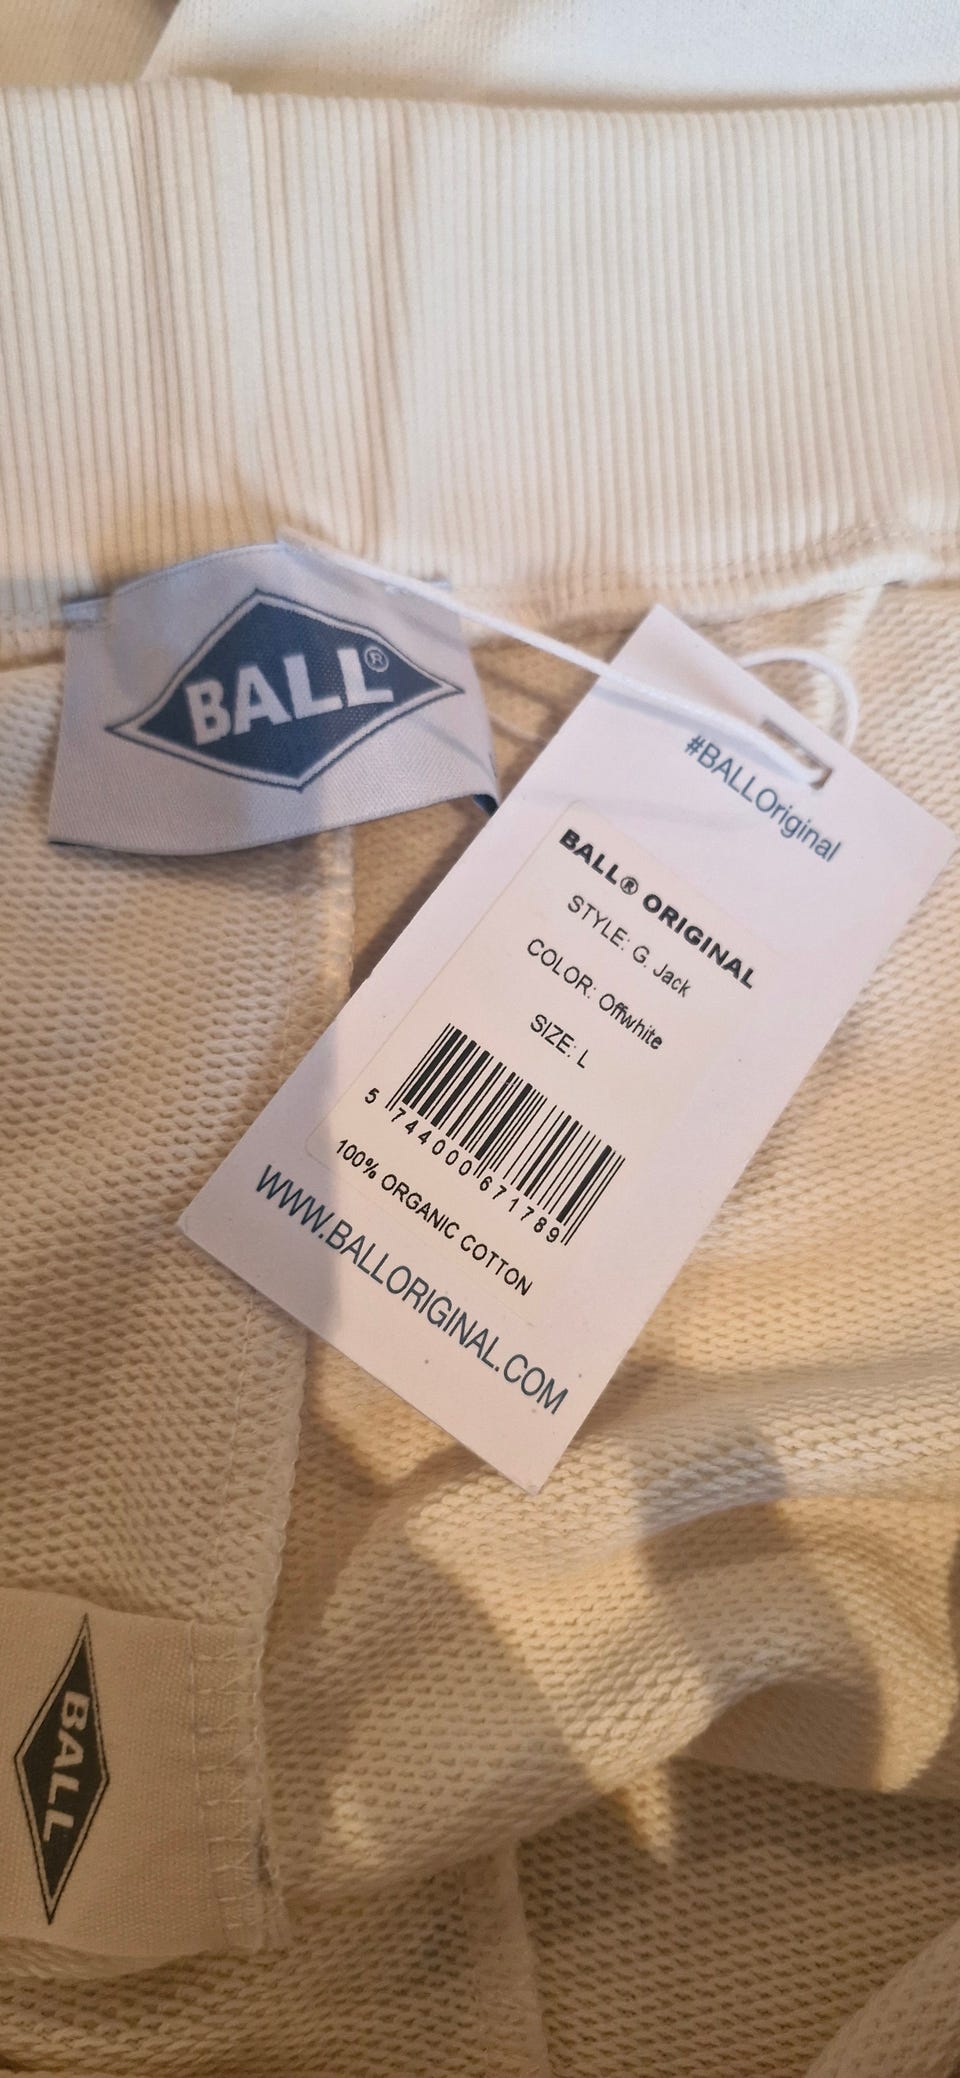 BALL®
#BALLOriginal
BALL® ORIGINAL
STYLE: G. Jack
COLOR: Offwhite
SIZE: L
5 744000 671789
100% ORGANIC COTTON
WWW.BALLORIGINAL.COM
BALL